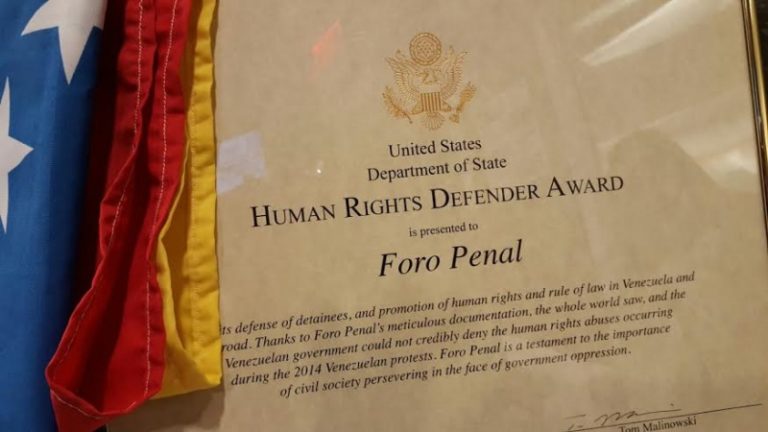 United States
Department of State
HUMAN RIGHTS DEFENDER AWARD
is presented to
Foro Penal
its defense of detainees, and promotion of human rights and rule of law in Venezuela and
road. Thanks to Foro Penal's meticulous documentation, the whole world saw, and the
Venezuelan government could not credibly deny the human rights abuses occurring
during the 2014 Venezuelan protests. Foro Penal is a testament to the importance
of civil society persevering in the face of government oppression.
Tom Malinowski